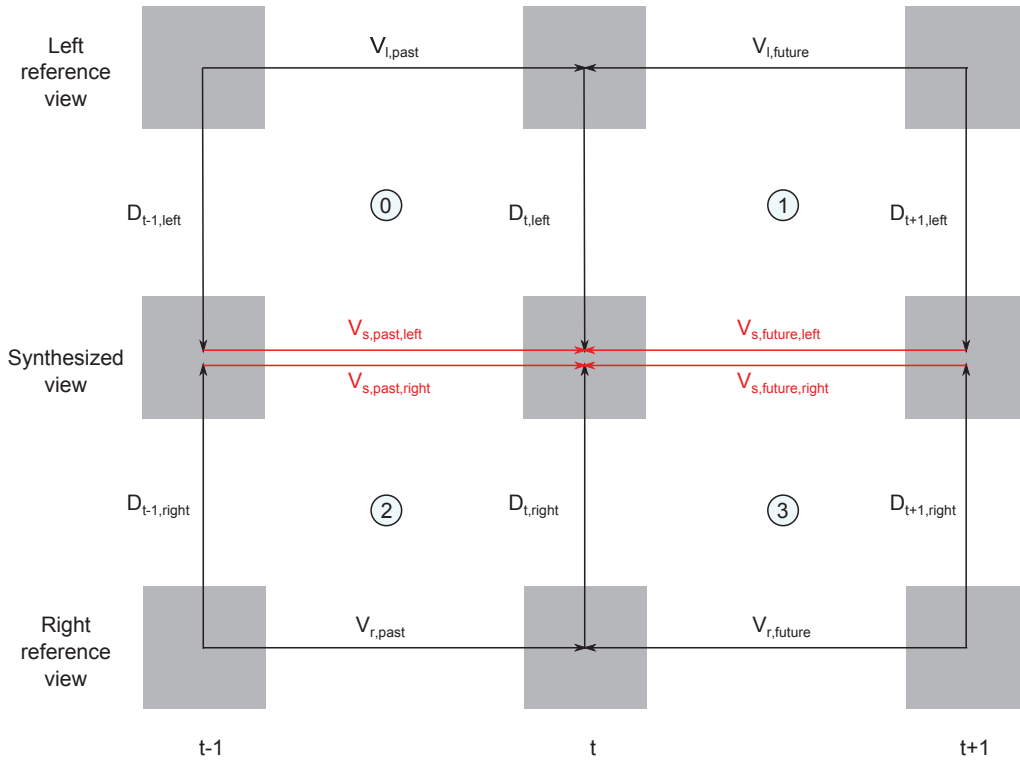 Left
reference
view
V_l,past
V_l,future
D_t-1,left
0
D_t,left
1
D_t+1,left
Synthesized
view
V_s,past,left
V_s,future,left
V_s,past,right
V_s,future,right
D_t-1,right
2
D_t,right
3
D_t+1,right
Right
reference
view
V_r,past
V_r,future
t-1
t
t+1